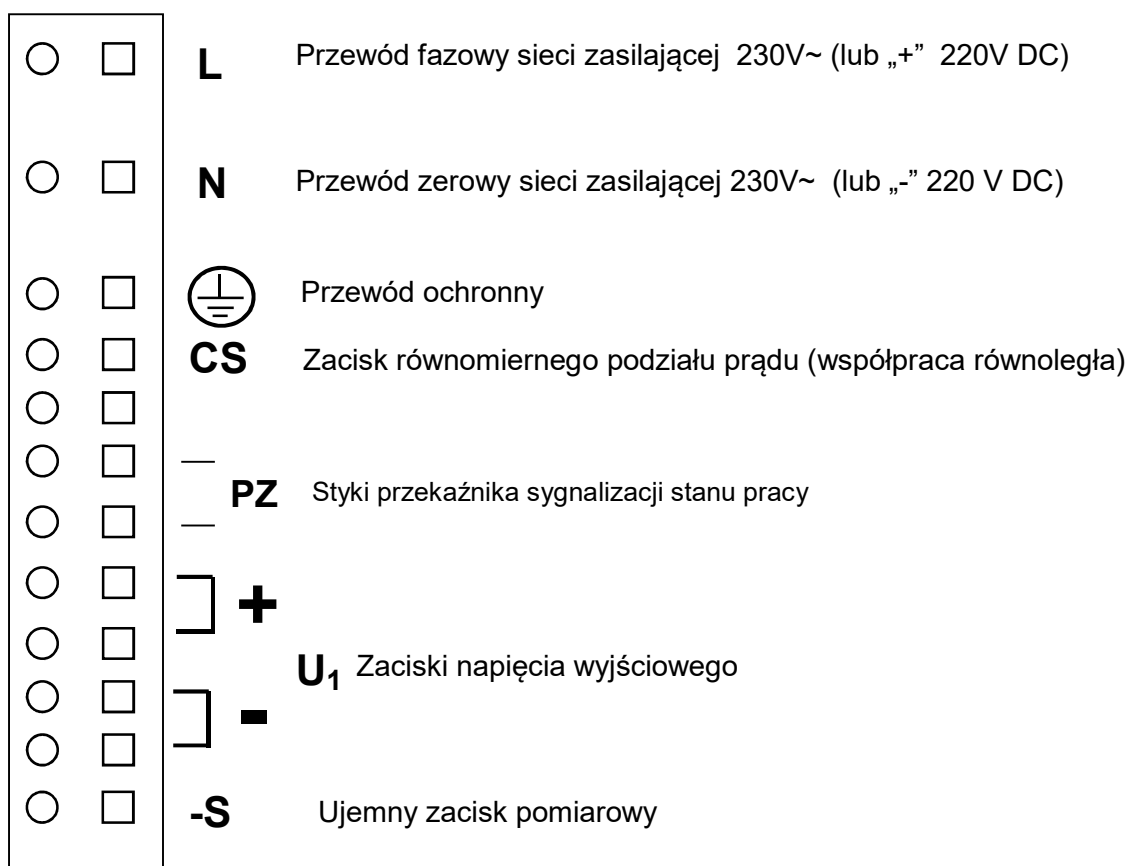 L Przewód fazowy sieci zasilającej 230V~ (lub „+” 220V DC)
N Przewód zerowy sieci zasilającej 230V~ (lub „-” 220 V DC)
Przewód ochronny
CS Zacisk równomiernego podziału prądu (współpraca równoległa)
PZ Styki przekaźnika sygnalizacji stanu pracy
+
U₁ Zaciski napięcia wyjściowego
-
-S Ujemny zacisk pomiarowy